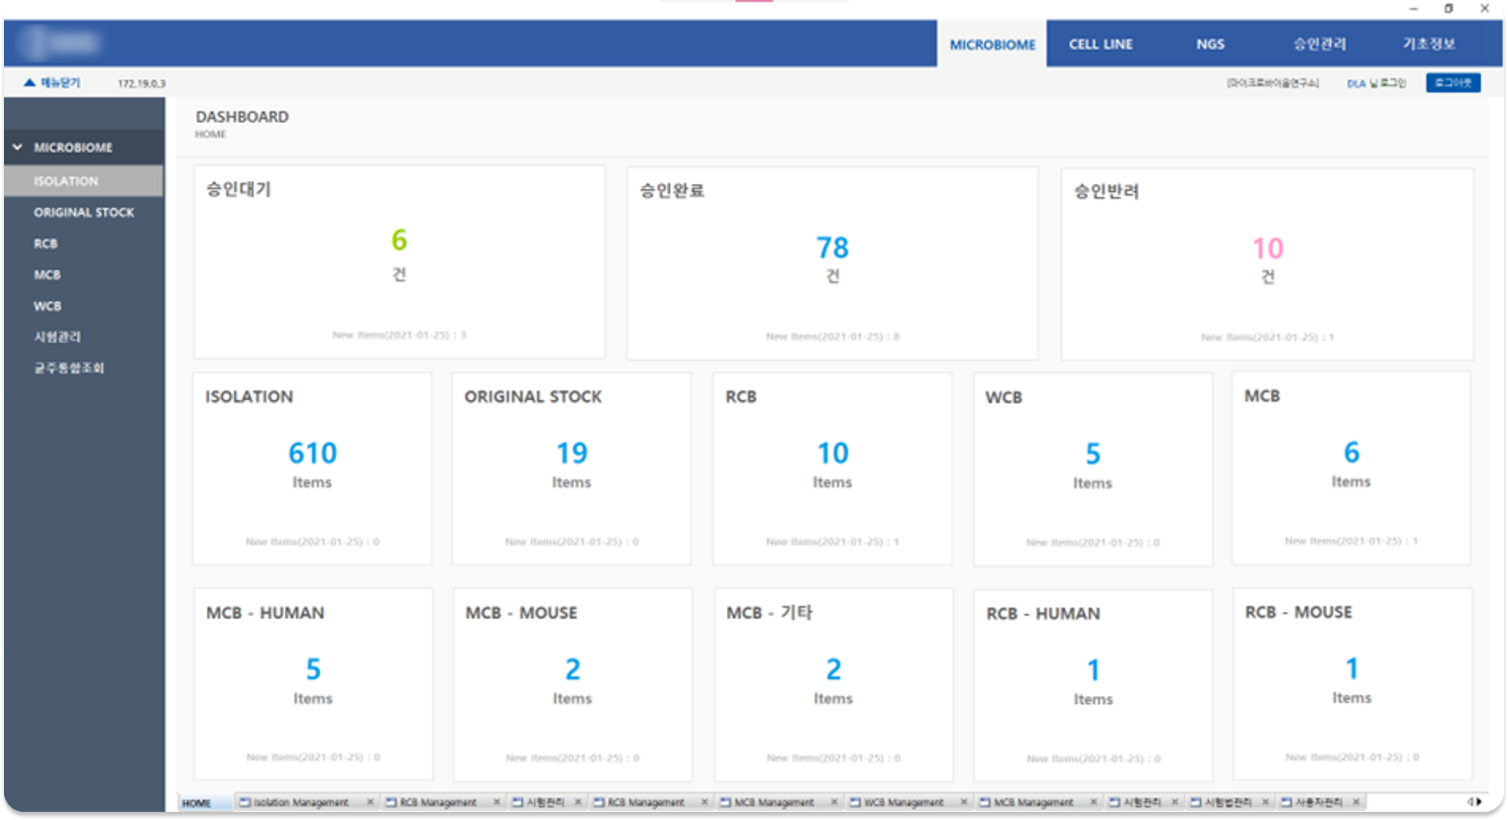 MICROBIOME CELL LINE NGS 승인관리 기초정보
메뉴닫기 172.19.0.3 [마이크로바이옴연구소] DLA 님 로그인 로그아웃
MICROBIOME
ISOLATION
ORIGINAL STOCK
RCB
MCB
WCB
시험관리
균주통합조회
DASHBOARD
HOME
승인대기
6
건
New Items(2021-01-25) : 3
승인완료
78
건
New Items(2021-01-25) : 0
승인반려
10
건
New Items(2021-01-25) : 1
ISOLATION
610
Items
New Items(2021-01-25) : 0
ORIGINAL STOCK
19
Items
New Items(2021-01-25) : 0
RCB
10
Items
New Items(2021-01-25) : 1
WCB
5
Items
New Items(2021-01-25) : 0
MCB
6
Items
New Items(2021-01-25) : 1
MCB - HUMAN
5
Items
New Items(2021-01-25) : 0
MCB - MOUSE
2
Items
New Items(2021-01-25) : 0
MCB - 기타
2
Items
New Items(2021-01-25) : 0
RCB - HUMAN
1
Items
New Items(2021-01-25) : 0
RCB - MOUSE
1
Items
New Items(2021-01-25) : 0
HOME Isolation Management RCB Management 시험관리 RCB Management MCB Management WCB Management MCB Management 시험관리 시험법관리 사용자관리